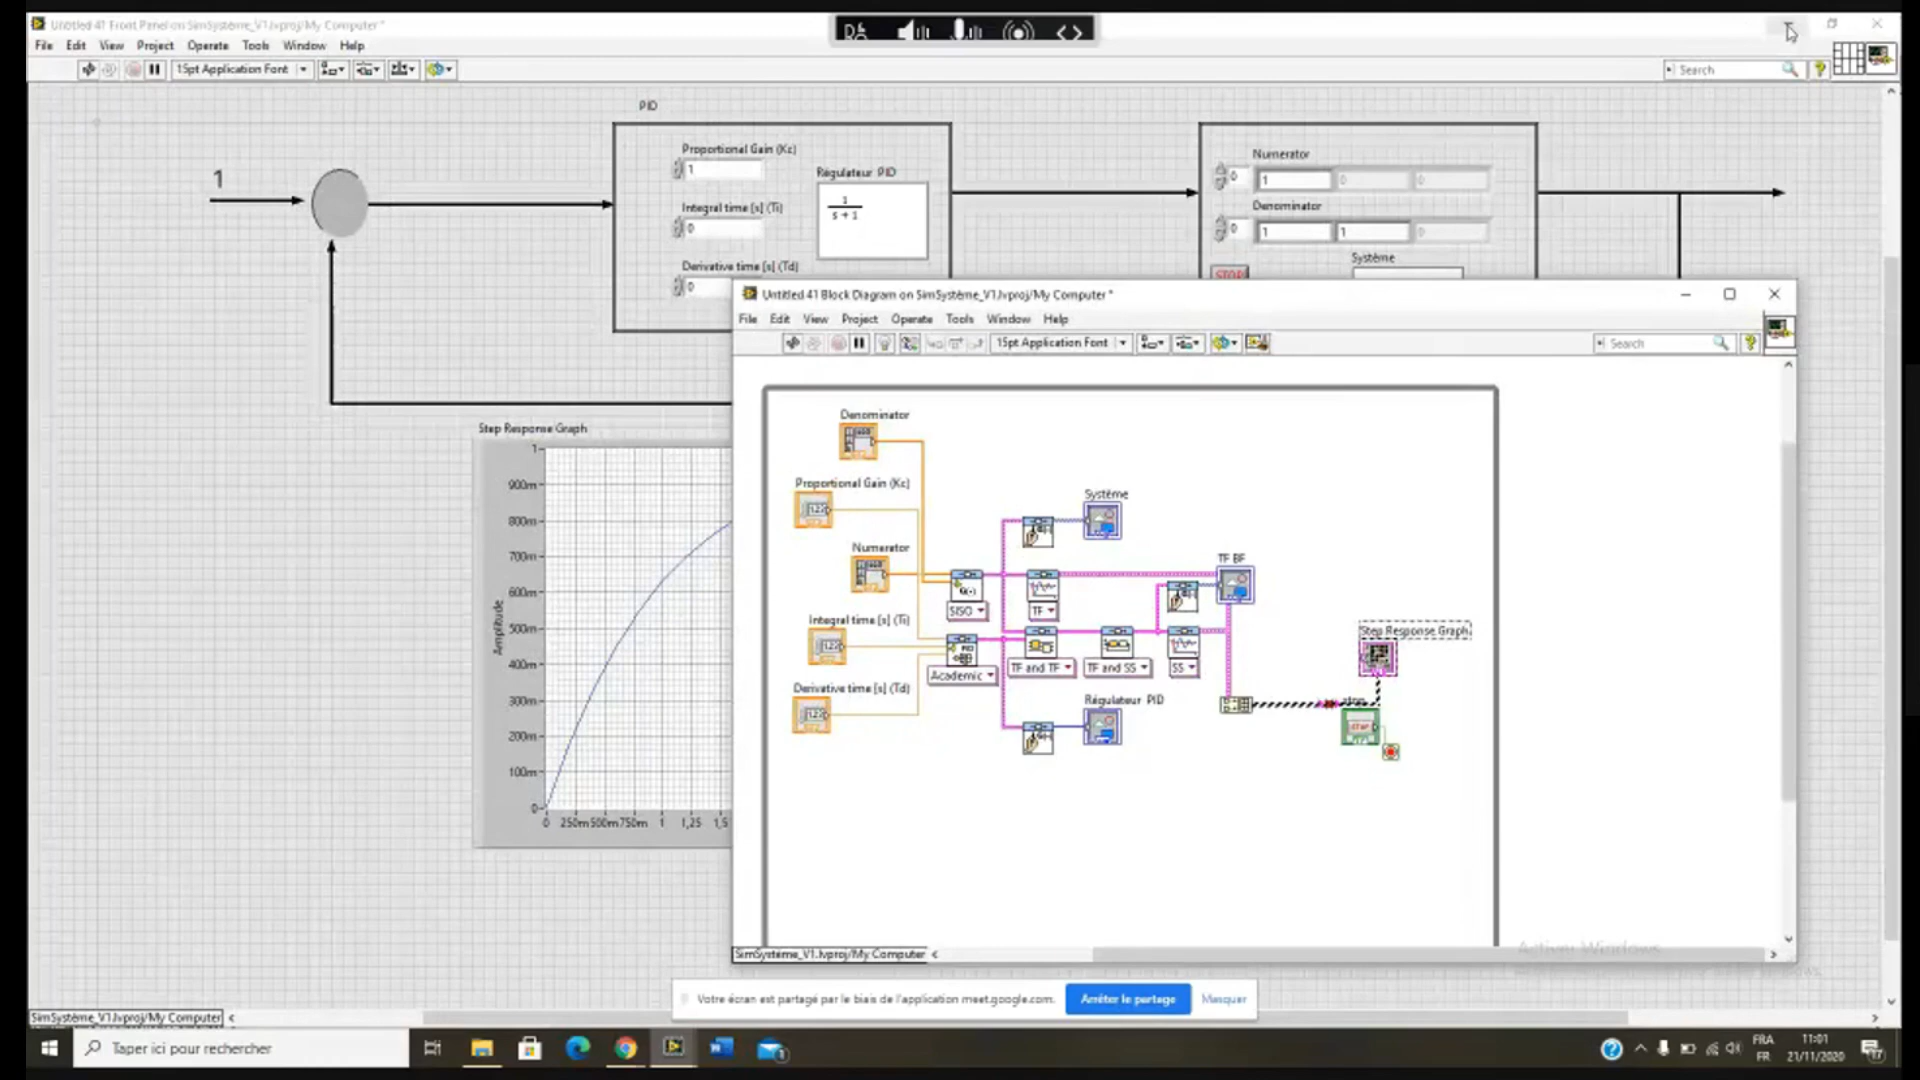 Untitled 41 Front Panel on SimSystème_V1.lvproj/My Computer *
File Edit View Project Operate Tools Window Help
15pt Application Font
Search
PID
1
Proportional Gain (Kc)
1
Integral time [s] (Ti)
0
Derivative time [s] (Td)
0
Régulateur PID
1
s + 1
Numerator
0 1 0 0
Denominator
0 1 1 0
Système
STOP
Untitled 41 Block Diagram on SimSystème_V1.lvproj/My Computer *
File Edit View Project Operate Tools Window Help
15pt Application Font
Search
Step Response Graph
Amplitude
1
900m
800m
700m
600m
500m
400m
300m
200m
100m
0
0 250m 500m 750m 1 1,25 1,5
Denominator
Proportional Gain (Kc)
Numerator
Integral time [s] (Ti)
Derivative time [s] (Td)
Système
TF BF
SISO
TF
Academic
TF and TF
TF and SS
SS
Régulateur PID
Step Response Graph
stop
STOP
Activer Windows
SimSystème_V1.lvproj/My Computer
Votre écran est partagé par le biais de l'application meet.google.com.
Arrêter le partage
Masquer
SimSystème_V1.lvproj/My Computer
Taper ici pour rechercher
FRA
FR
11:01
21/11/2020